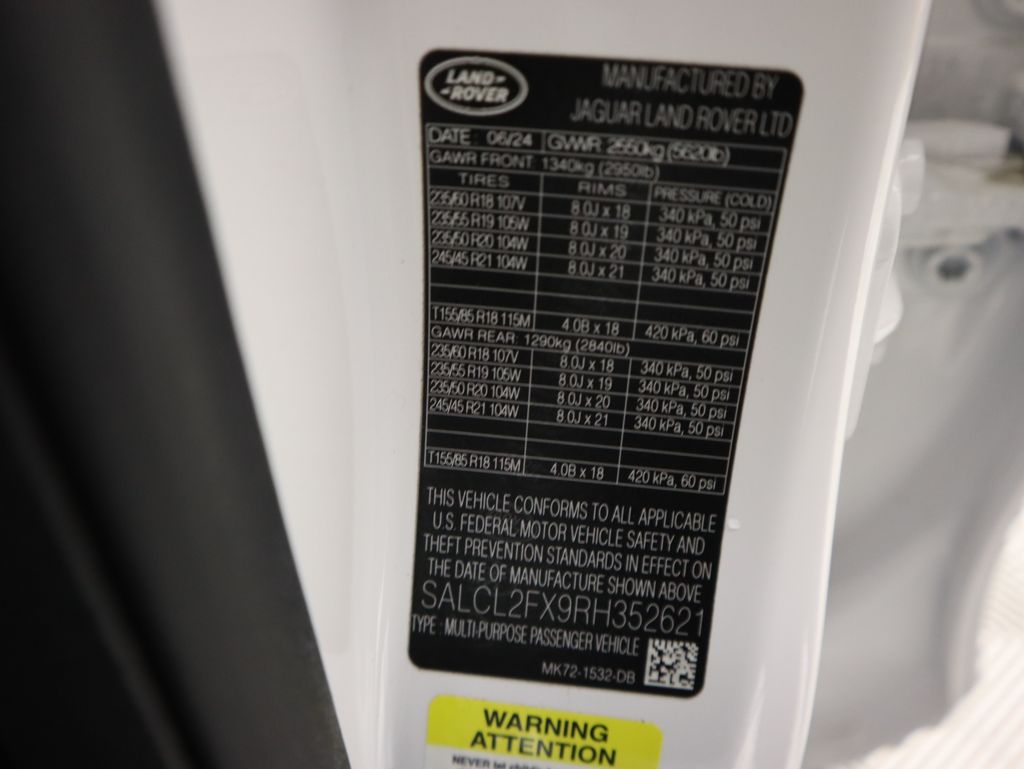 LAND-
-ROVER
MANUFACTURED BY
JAGUAR LAND ROVER LTD
DATE: 06/24 GVWR 2550kg (5620lb)
GAWR FRONT 1340kg (2950lb)
TIRES RIMS PRESSURE (COLD)
235/60 R18 107V 8.0J x 18 340 kPa, 50 psi
235/55 R19 105W 8.0J x 19 340 kPa, 50 psi
235/50 R20 104W 8.0J x 20 340 kPa, 50 psi
245/45 R21 104W 8.0J x 21 340 kPa, 50 psi
T155/85 R18 115M 4.0B x 18 420 kPa, 60 psi
GAWR REAR: 1290kg (2840lb)
235/60 R18 107V 8.0J x 18 340 kPa, 50 psi
235/55 R19 105W 8.0J x 19 340 kPa, 50 psi
235/50 R20 104W 8.0J x 20 340 kPa, 50 psi
245/45 R21 104W 8.0J x 21 340 kPa, 50 psi
T155/85 R18 115M 4.0B x 18 420 kPa, 60 psi
THIS VEHICLE CONFORMS TO ALL APPLICABLE
U.S. FEDERAL MOTOR VEHICLE SAFETY AND
THEFT PREVENTION STANDARDS IN EFFECT ON
THE DATE OF MANUFACTURE SHOWN ABOVE
SALCL2FX9RH352621
TYPE : MULTI-PURPOSE PASSENGER VEHICLE
MK72-1532-DB
WARNING
ATTENTION
NEVER let